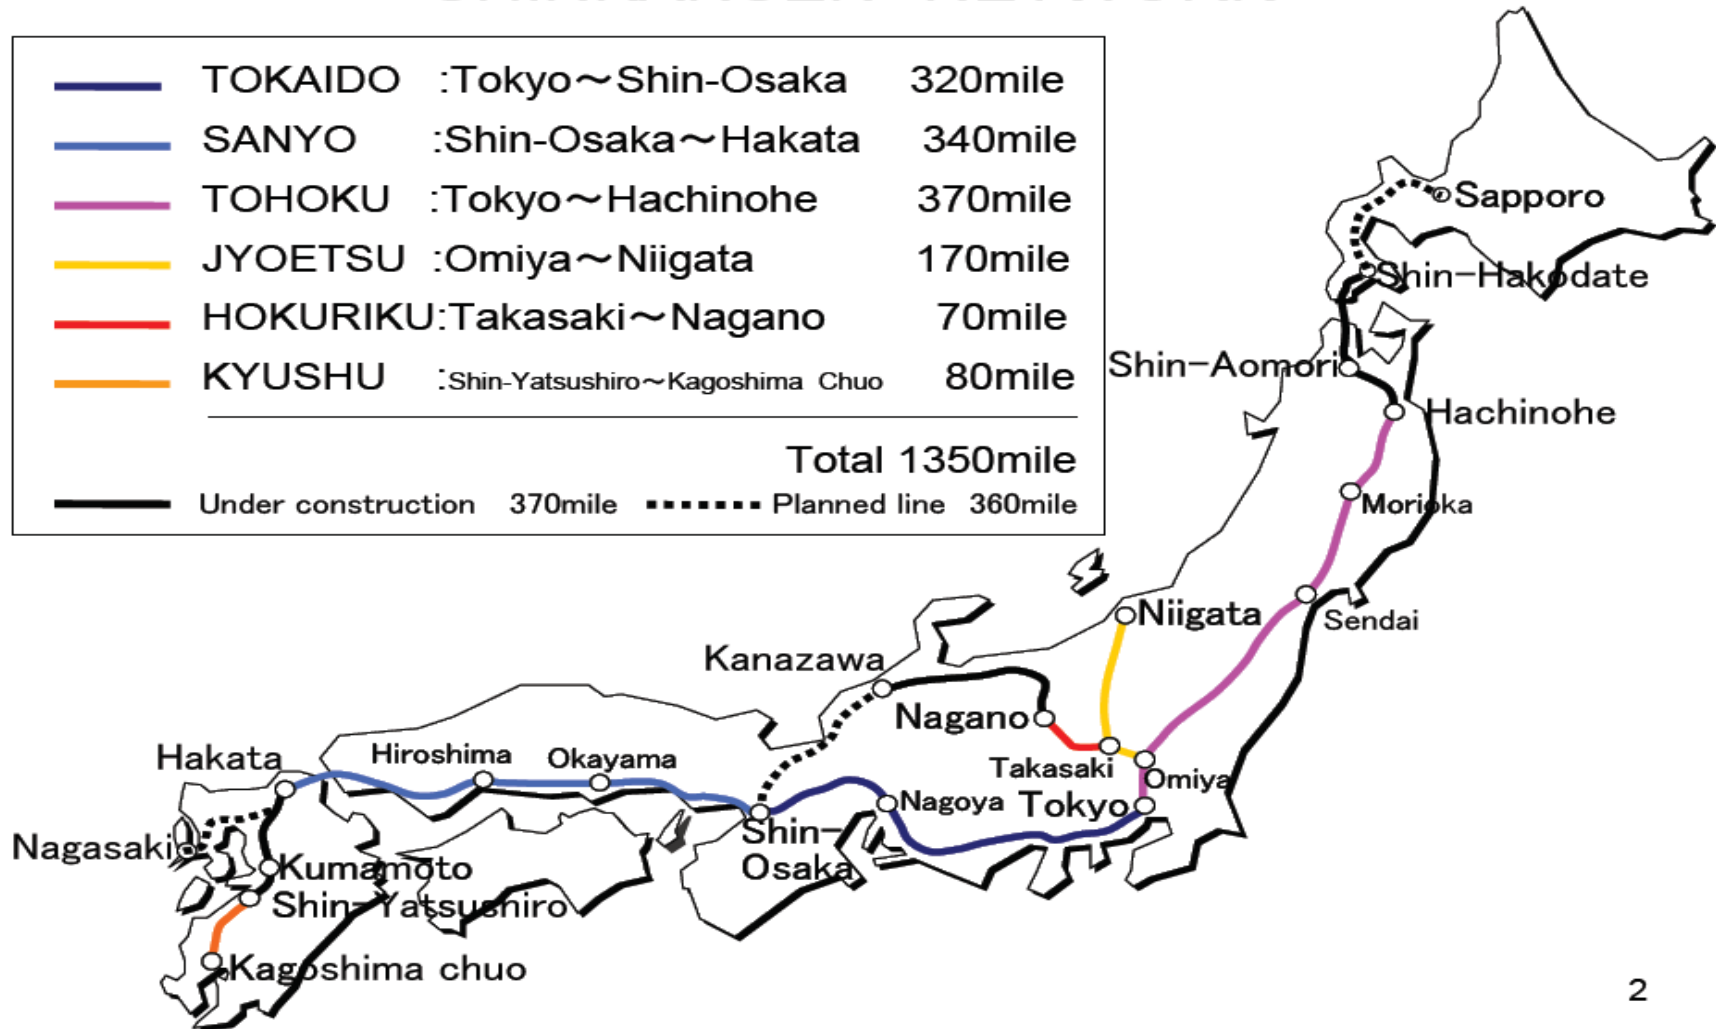 TOKAIDO :Tokyo～Shin-Osaka 320mile
SANYO :Shin-Osaka～Hakata 340mile
TOHOKU :Tokyo～Hachinohe 370mile
JYOETSU :Omiya～Niigata 170mile
HOKURIKU:Takasaki～Nagano 70mile
KYUSHU :Shin-Yatsushiro～Kagoshima Chuo 80mile
Total 1350mile
Under construction 370mile Planned line 360mile
Sapporo
Shin-Hakodate
Shin-Aomori
Hachinohe
Morioka
Sendai
Niigata
Kanazawa
Nagano
Takasaki
Omiya
Tokyo
Nagoya
Shin-
Osaka
Okayama
Hiroshima
Hakata
Nagasaki
Kumamoto
Shin-Yatsushiro
Kagoshima chuo
2